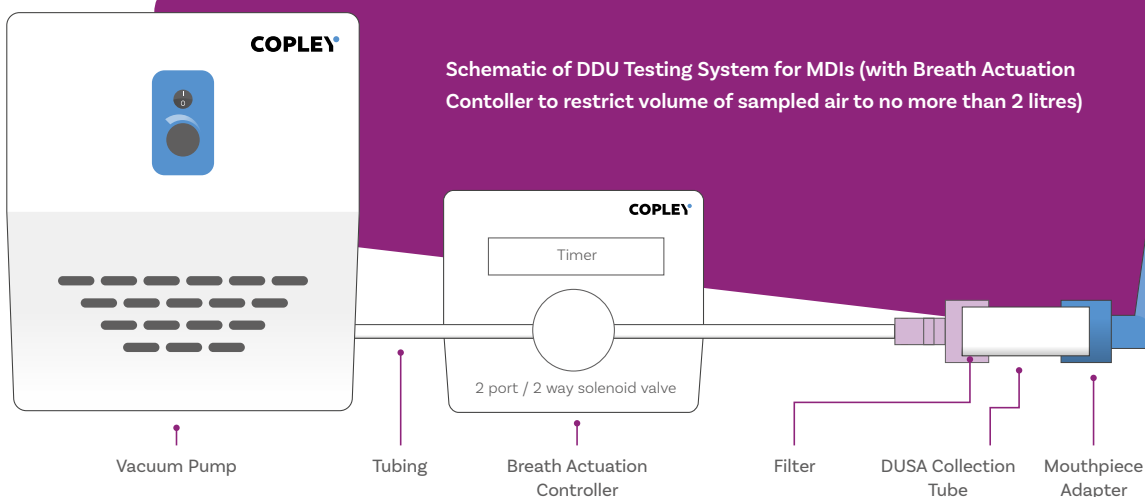 COPLEY
Schematic of DDU Testing System for MDIs (with Breath Actuation
Contoller to restrict volume of sampled air to no more than 2 litres)
I
0
COPLEY
Timer
2 port / 2 way solenoid valve
Vacuum Pump
Tubing
Breath Actuation
Controller
Filter
DUSA Collection
Tube
Mouthpiece
Adapter